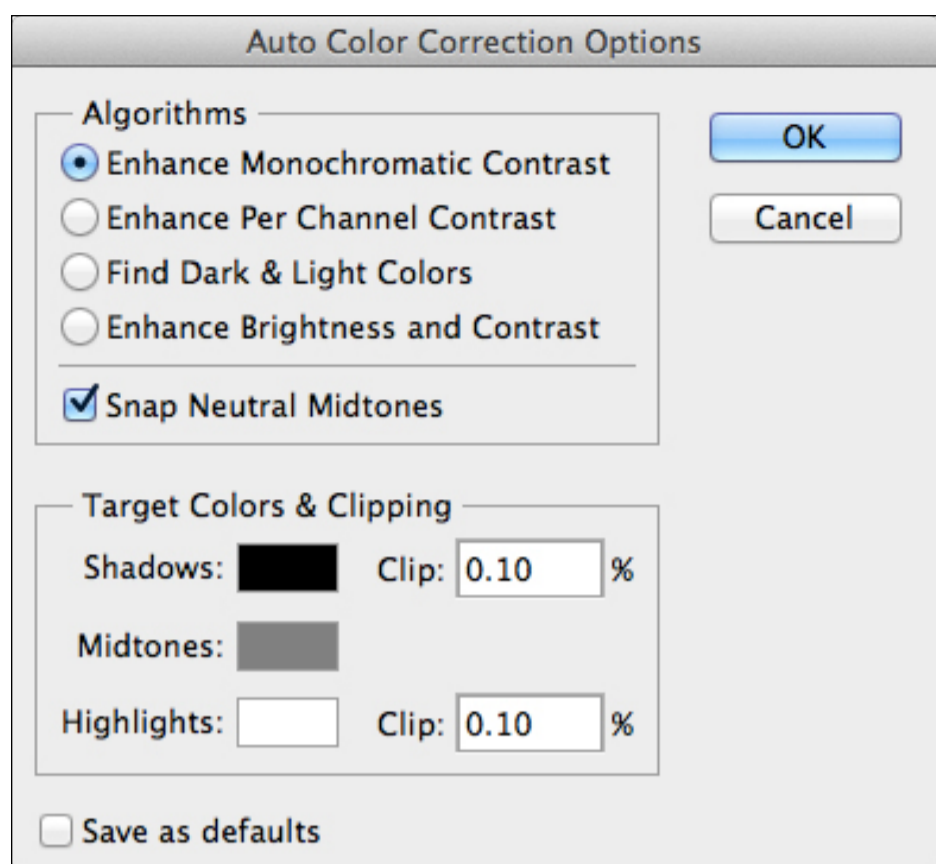 Auto Color Correction Options
Algorithms
Enhance Monochromatic Contrast
Enhance Per Channel Contrast
Find Dark & Light Colors
Enhance Brightness and Contrast
Snap Neutral Midtones
OK
Cancel
Target Colors & Clipping
Shadows: Clip: 0.10 %
Midtones:
Highlights: Clip: 0.10 %
Save as defaults